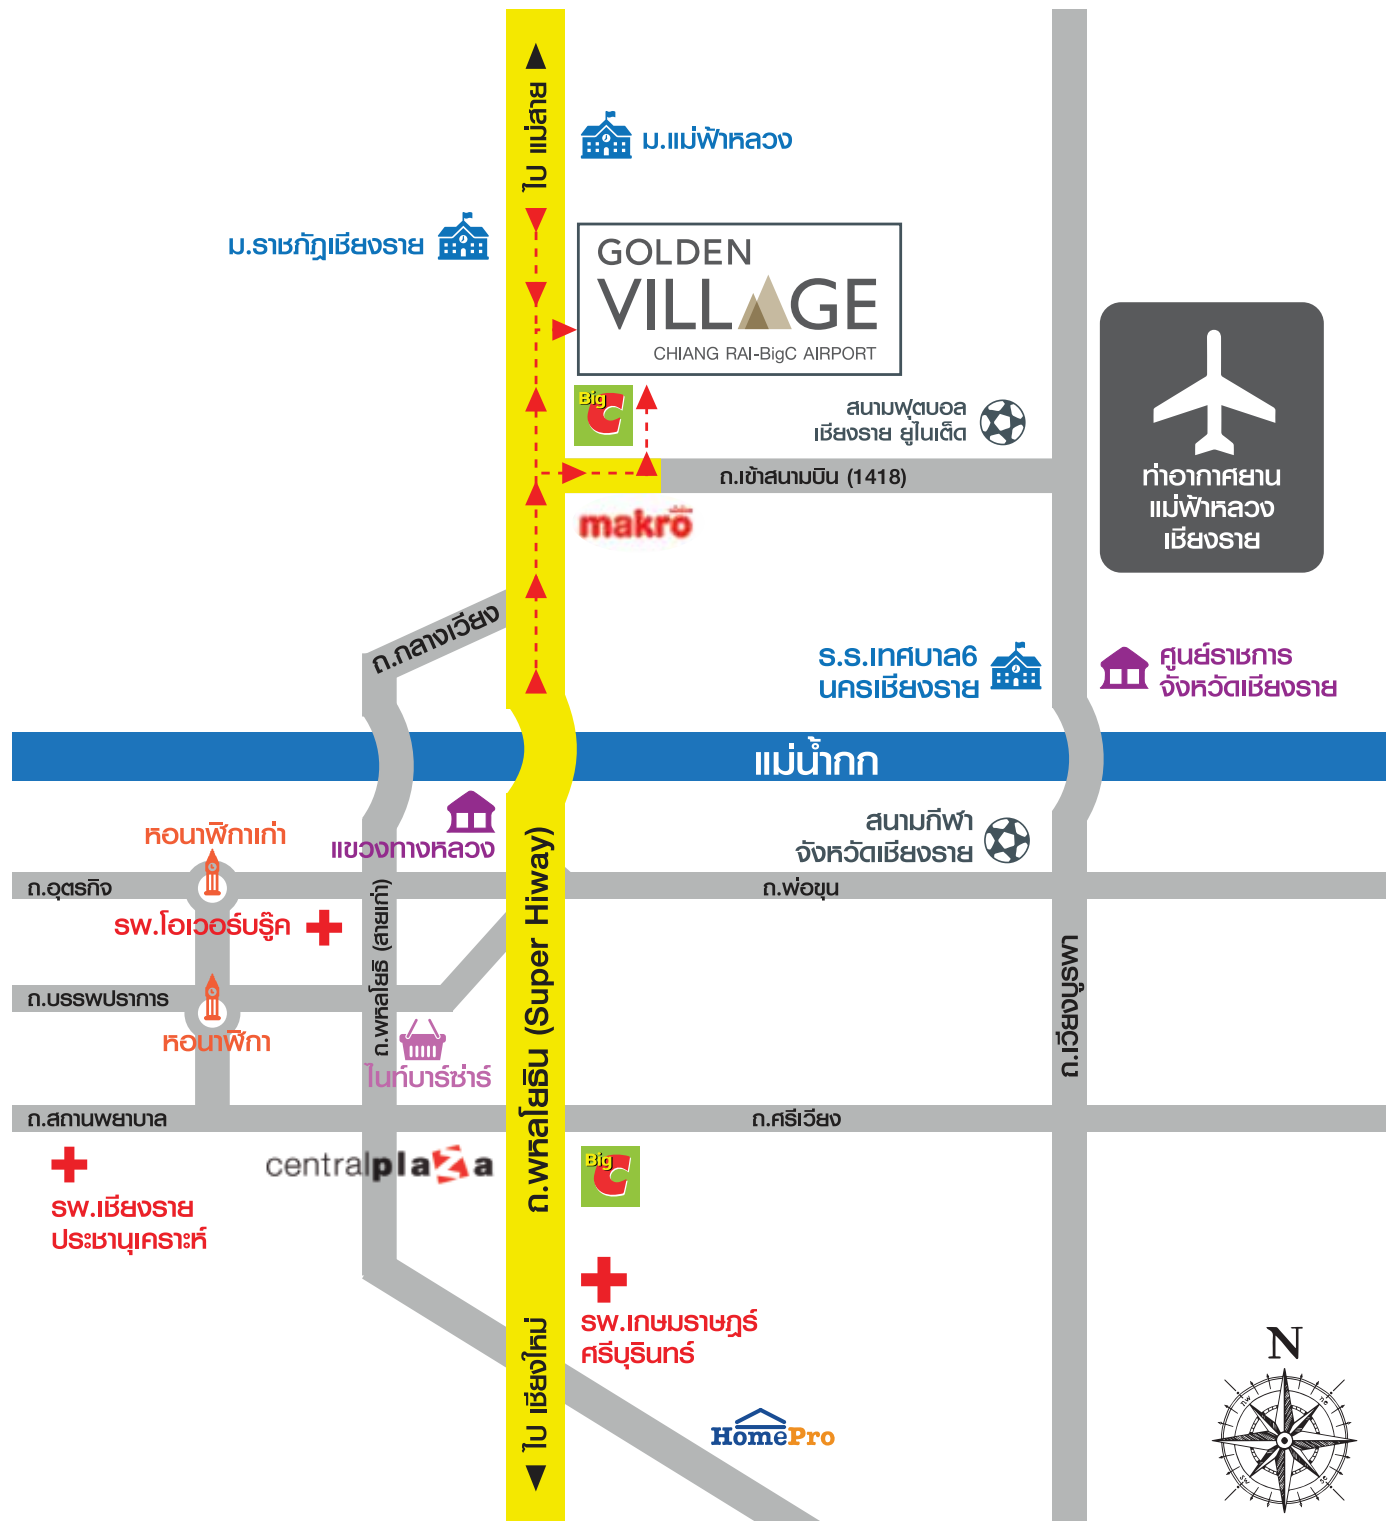 ไป แม่สาย
ม.แม่ฟ้าหลวง
ม.ราชภัฏเชียงราย
GOLDEN
VILLAGE
CHIANG RAI-BigC AIRPORT
Big C
สนามฟุตบอล
เชียงราย ยูไนเต็ด
ถ.เข้าสนามบิน (1418)
makro
ท่าอากาศยาน
แม่ฟ้าหลวง
เชียงราย
ถ.กลางเวียง
ร.ร.เทศบาล6
นครเชียงราย
ศูนย์ราชการ
จังหวัดเชียงราย
แม่น้ำกก
หอนาฬิกาเก่า
แขวงทางหลวง
สนามกีฬา
จังหวัดเชียงราย
ถ.อุตรกิจ
ถ.พ่อขุน
รพ.โอเวอร์บรุ๊ค
ถ.พหลโยธิ (สายเก่า)
ถ.พหลโยธิน (Super Hiway)
ถ.เวียงบูรพา
ถ.บรรพปราการ
หอนาฬิกา
ไนท์บาร์ซ่าร์
ถ.สถานพยาบาล
ถ.ศรีเวียง
centralplaza
Big C
รพ.เชียงราย
ประชานุเคราะห์
รพ.เกษมราษฎร์
ศรีบุรินทร์
ไป เชียงใหม่
HomePro
N
nw
ne
sw
se